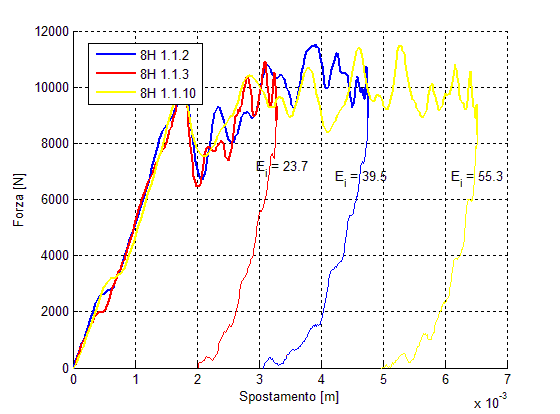 12000
10000
8000
6000
4000
2000
0
Forza [N]
8H 1.1.2
8H 1.1.3
8H 1.1.10
E_i = 23.7
E_i = 39.5
E_i = 55.3
0 1 2 3 4 5 6 7
Spostamento [m]
x 10^-3